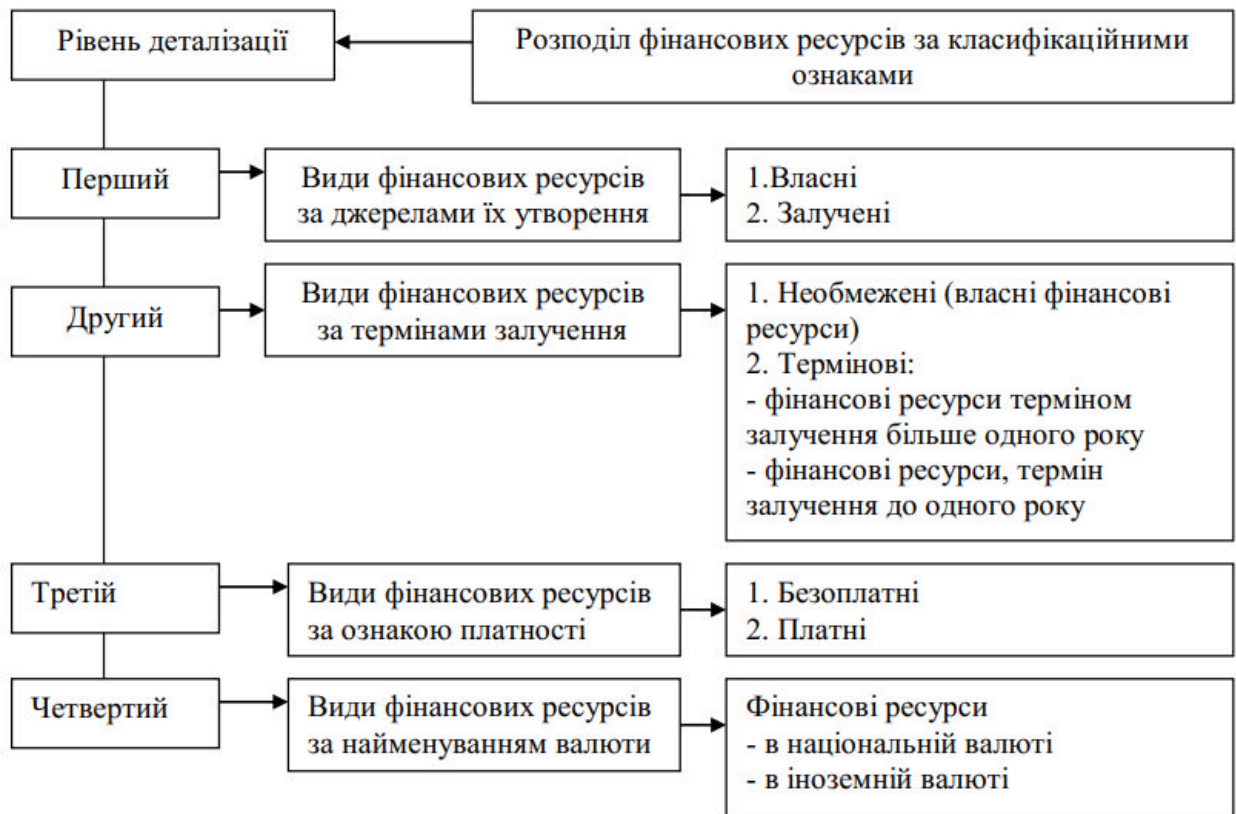 Рівень деталізації
Розподіл фінансових ресурсів за класифікаційними
ознаками
Перший
Види фінансових ресурсів
за джерелами їх утворення
1.Власні
2. Залучені
Другий
Види фінансових ресурсів
за термінами залучення
1. Необмежені (власні фінансові
ресурси)
2. Термінові:
- фінансові ресурси терміном
залучення більше одного року
- фінансові ресурси, термін
залучення до одного року
Третій
Види фінансових ресурсів
за ознакою платності
1. Безоплатні
2. Платні
Четвертий
Види фінансових ресурсів
за найменуванням валюти
Фінансові ресурси
- в національній валюті
- в іноземній валюті